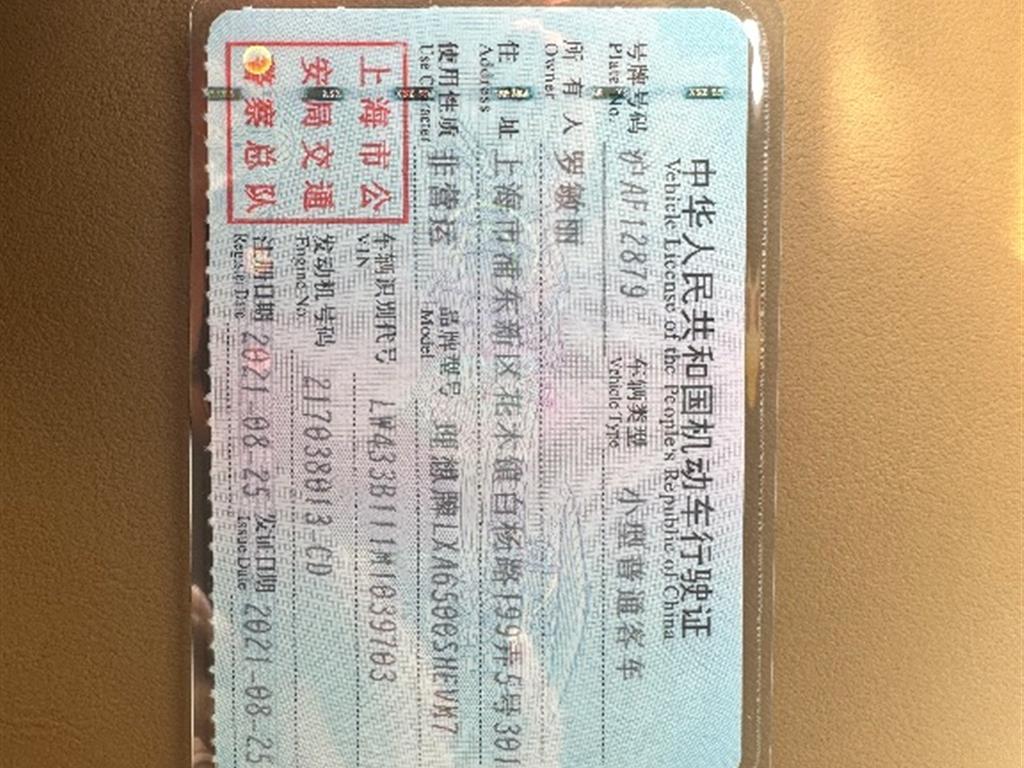 中华人民共和国机动车行驶证
Vehicle License of the People's Republic of China
号牌号码 沪AF12879 车辆类型 小型普通客车
Plate No. Vehicle Type
所有人 罗敏丽
Owner
住址 上海市浦东新区花木镇白杨路199弄5号301
Address
使用性质 非营运 品牌型号 理想牌LXA6500SHEVM7
Use Character Model
上海市公安局交通警察总队
车辆识别代号 LW433B111M1039703
VIN
发动机号码 217038013 CD
Engine No.
注册日期 2021-08-25 发证日期 2021-08-25
Register Date Issue Date